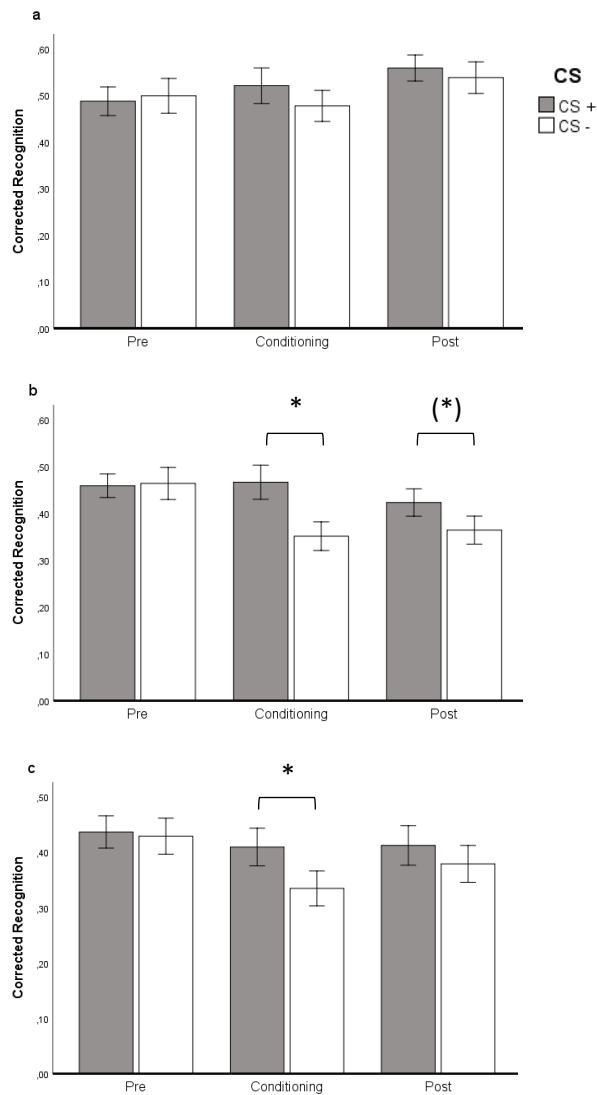 a
,60
,50
,40
,30
,20
,10
,00
Corrected Recognition
Pre Conditioning Post
CS
CS +
CS -
b
* (*)
,60
,50
,40
,30
,20
,10
,00
Corrected Recognition
Pre Conditioning Post
c
*
,50
,40
,30
,20
,10
,00
Corrected Recognition
Pre Conditioning Post